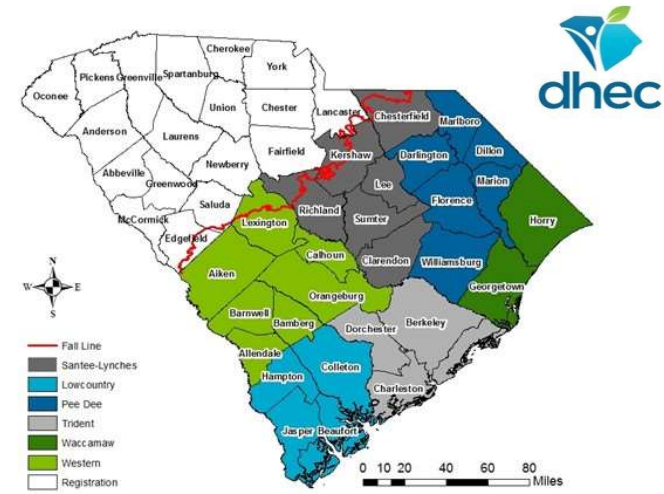 dhec
Cherokee
York
Pickens
Greenville
Spartanburg
Oconee
Union
Chester
Lancaster
Chesterfield
Marlboro
Anderson
Laurens
Fairfield
Kershaw
Darlington
Dillon
Newberry
Lee
Marion
Abbeville
Greenwood
Florence
Saluda
Richland
Sumter
Horry
McCormick
Lexington
Edgefield
Calhoun
Clarendon
Williamsburg
Aiken
Georgetown
Orangeburg
Barnwell
Bamberg
Dorchester
Berkeley
Allendale
Hampton
Colleton
Charleston
Jasper
Beaufort
N
W
E
S
Fall Line
Santee-Lynches
Lowcountry
Pee Dee
Trident
Waccamaw
Western
Registration
0 10 20 40 60 80
Miles